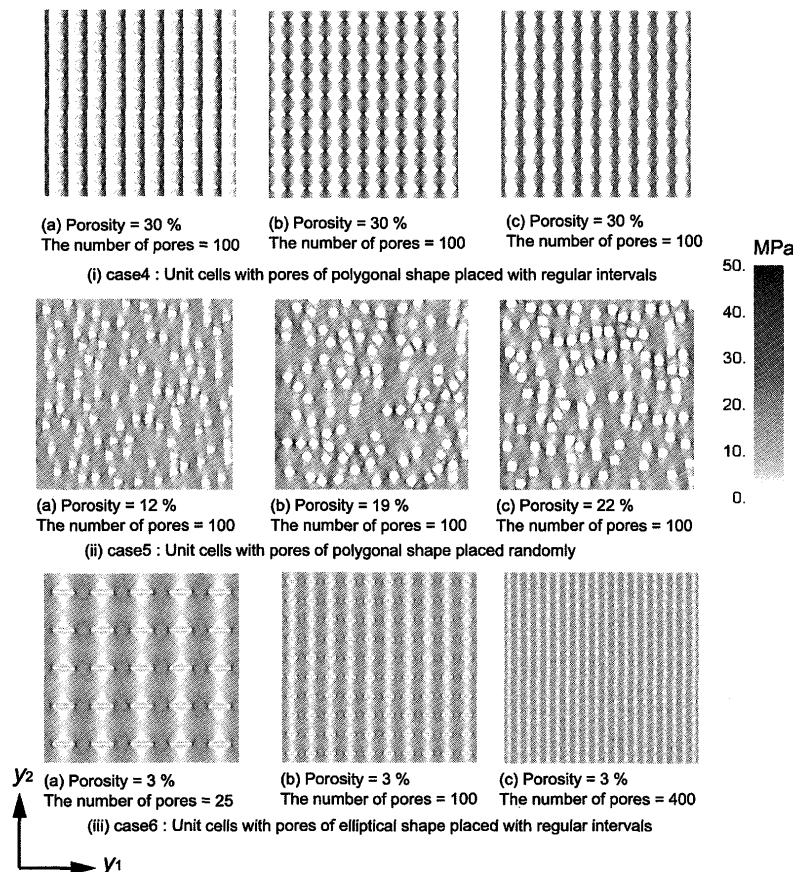 (a) Porosity = 30 %
The number of pores = 100
(b) Porosity = 30 %
The number of pores = 100
(c) Porosity = 30 %
The number of pores = 100
(i) case4 : Unit cells with pores of polygonal shape placed with regular intervals
MPa
50.
40.
30.
20.
10.
0.
(a) Porosity = 12 %
The number of pores = 100
(b) Porosity = 19 %
The number of pores = 100
(c) Porosity = 22 %
The number of pores = 100
(ii) case5 : Unit cells with pores of polygonal shape placed randomly
(a) Porosity = 3 %
The number of pores = 25
(b) Porosity = 3 %
The number of pores = 100
(c) Porosity = 3 %
The number of pores = 400
(iii) case6 : Unit cells with pores of elliptical shape placed with regular intervals
y2
y1